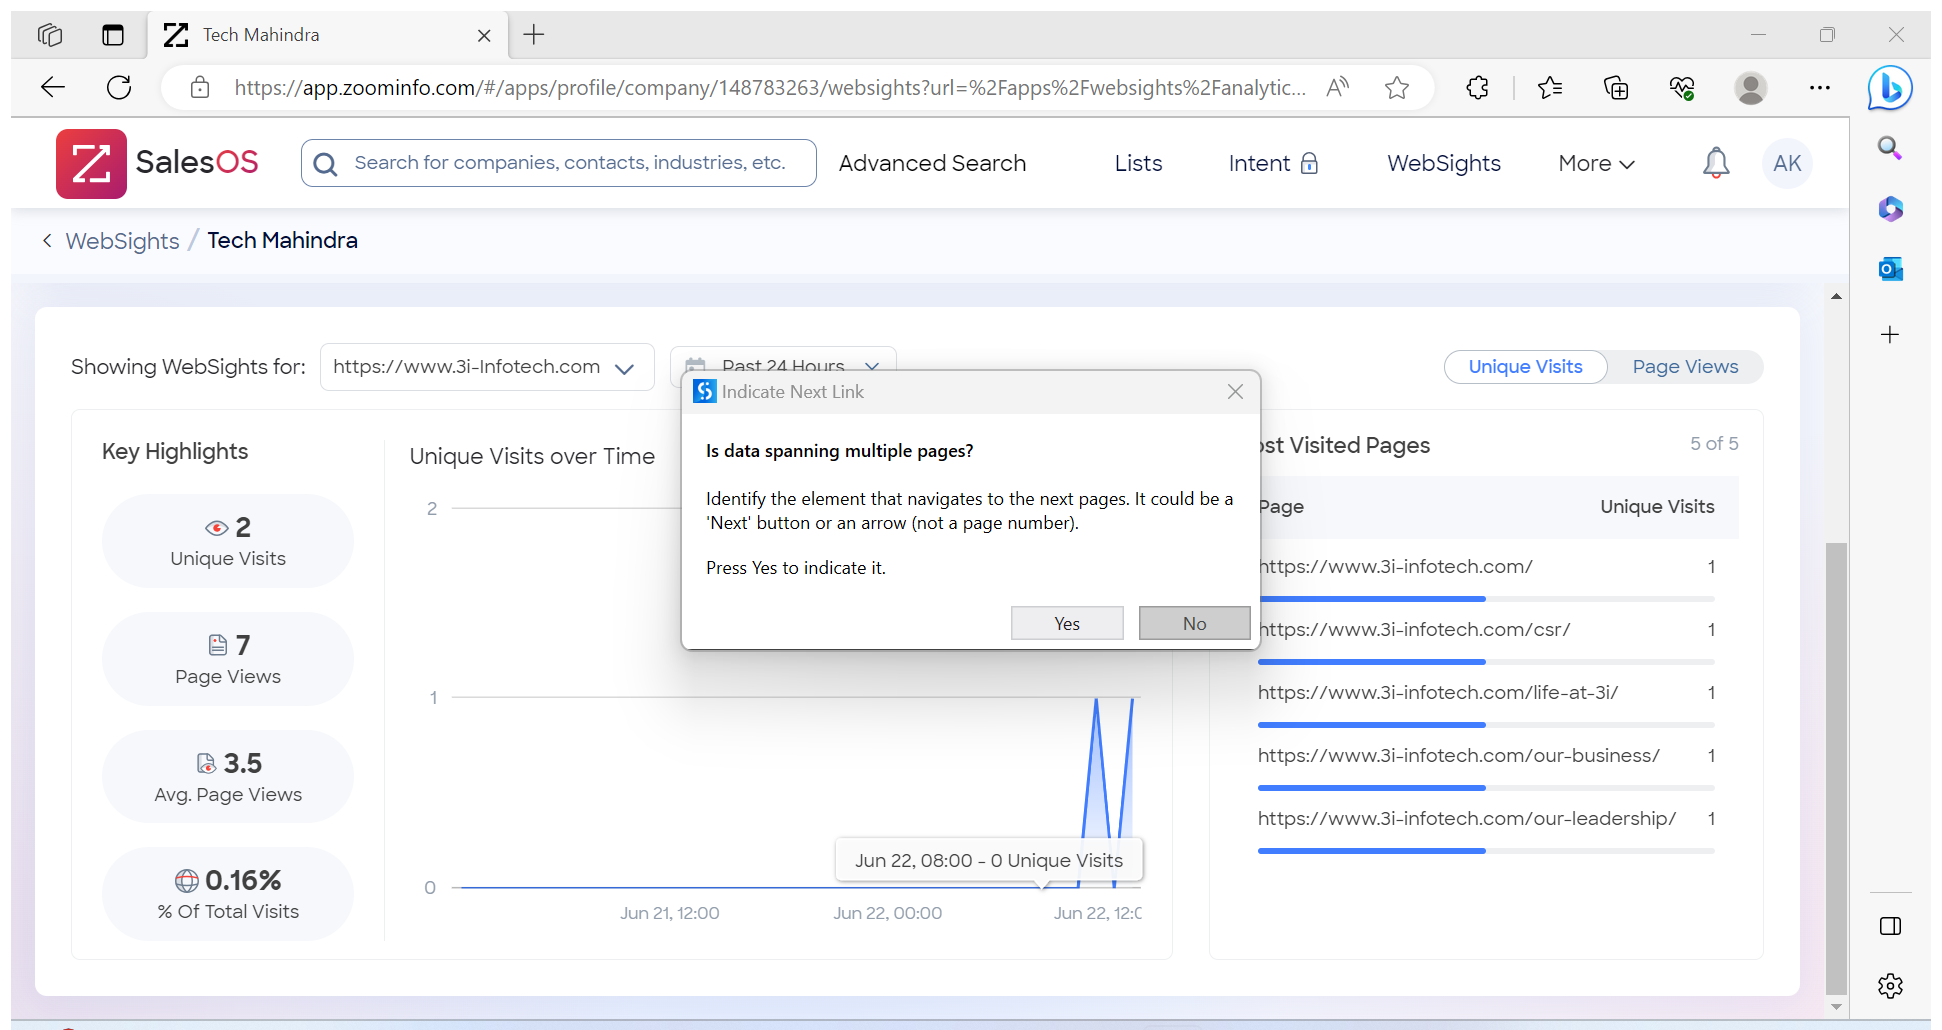 Tech Mahindra
https://app.zoominfo.com/#/apps/profile/company/148783263/websights?url=%2Fapps%2Fwebsights%2Fanalytic...
SalesOS
Search for companies, contacts, industries, etc.
Advanced Search
Lists
Intent
WebSights
More
AK
WebSights / Tech Mahindra
Showing WebSights for:
https://www.3i-Infotech.com
Past 24 Hours
Unique Visits
Page Views
Indicate Next Link
Is data spanning multiple pages?
Identify the element that navigates to the next pages. It could be a
'Next' button or an arrow (not a page number).
Press Yes to indicate it.
Yes
No
Key Highlights
2
Unique Visits
7
Page Views
3.5
Avg. Page Views
0.16%
% Of Total Visits
Unique Visits over Time
2
1
0
Jun 22, 08:00 - 0 Unique Visits
Jun 21, 12:00
Jun 22, 00:00
Jun 22, 12:0
ost Visited Pages
5 of 5
Page
Unique Visits
https://www.3i-infotech.com/ 1
https://www.3i-infotech.com/csr/ 1
https://www.3i-infotech.com/life-at-3i/ 1
https://www.3i-infotech.com/our-business/ 1
https://www.3i-infotech.com/our-leadership/ 1